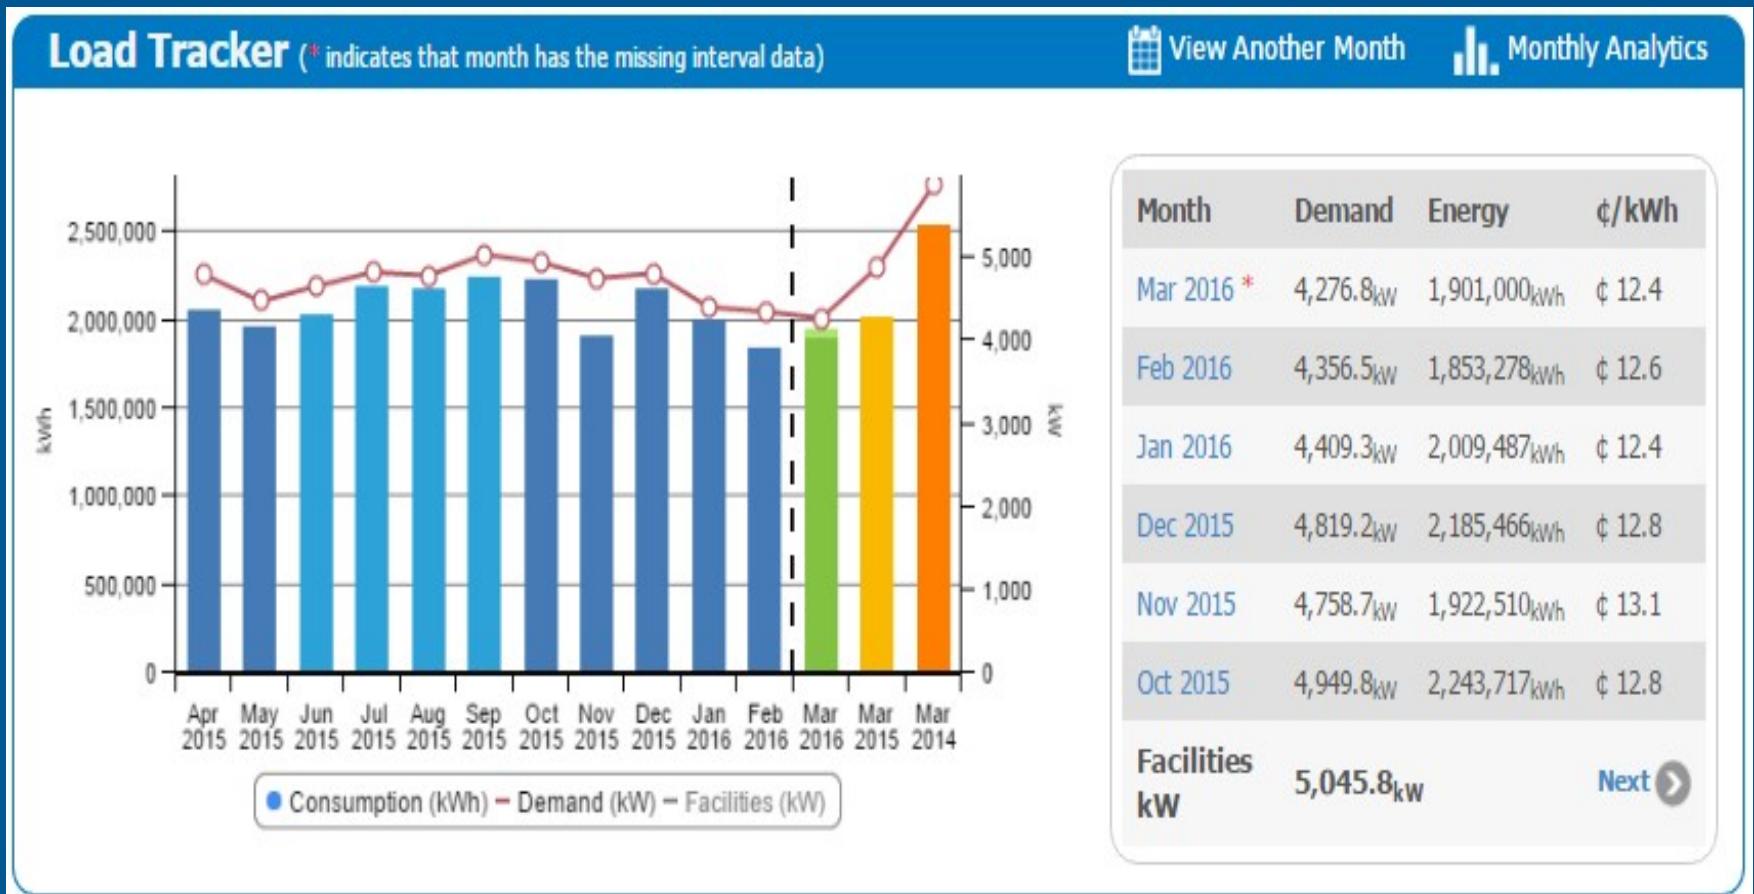 Load Tracker (* indicates that month has the missing interval data)
View Another Month
Monthly Analytics
2,500,000
2,000,000
1,500,000
1,000,000
500,000
0
kWh
5,000
4,000
3,000
2,000
1,000
0
kW
Apr 2015
May 2015
Jun 2015
Jul 2015
Aug 2015
Sep 2015
Oct 2015
Nov 2015
Dec 2015
Jan 2016
Feb 2016
Mar 2016
Mar 2015
Mar 2014
Consumption (kWh) Demand (kW) Facilities (kW)
Month Demand Energy ¢/kWh
Mar 2016 * 4,276.8kW 1,901,000kWh ¢ 12.4
Feb 2016 4,356.5kW 1,853,278kWh ¢ 12.6
Jan 2016 4,409.3kW 2,009,487kWh ¢ 12.4
Dec 2015 4,819.2kW 2,185,466kWh ¢ 12.8
Nov 2015 4,758.7kW 1,922,510kWh ¢ 13.1
Oct 2015 4,949.8kW 2,243,717kWh ¢ 12.8
Facilities
kW
5,045.8kW
Next